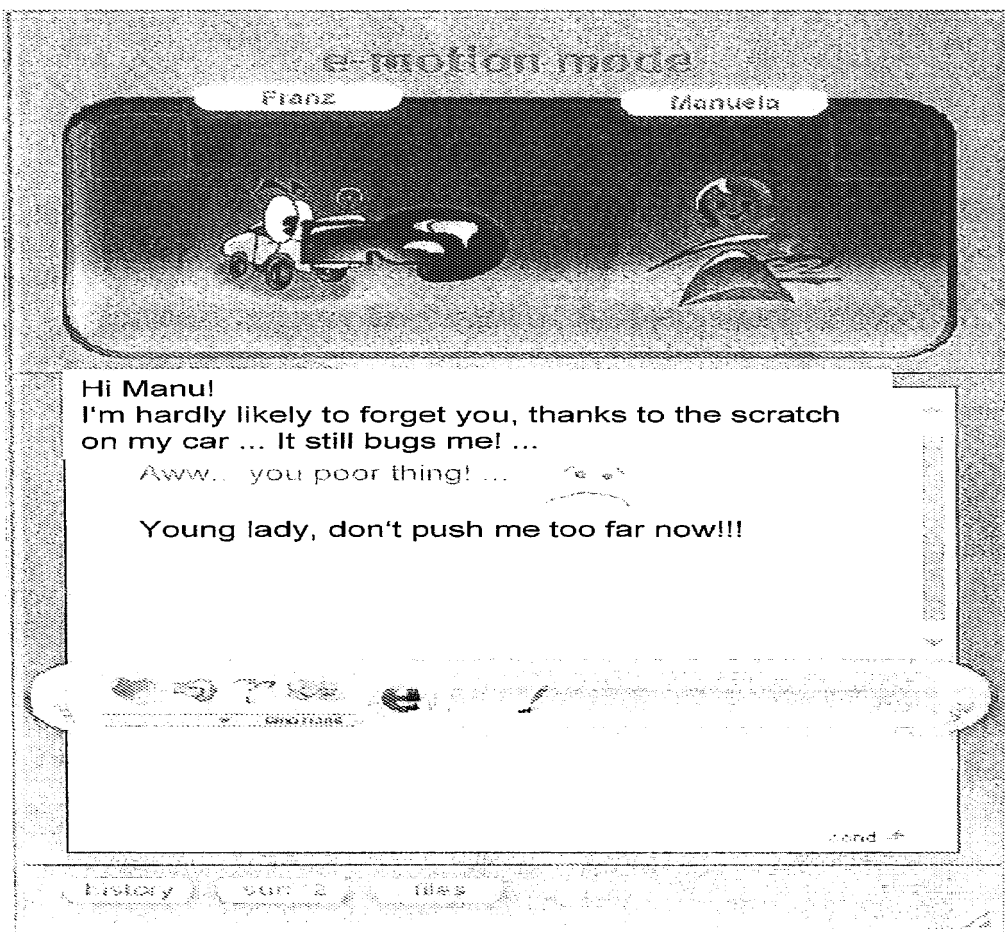 e-motion mode
Franz
Manuela
Hi Manu!
I'm hardly likely to forget you, thanks to the scratch
on my car ... It still bugs me! ...
Aww.. you poor thing! ...
Young lady, don't push me too far now!!!
emotions
send
history
files